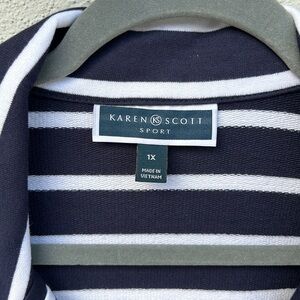 KAREN KS SCOTT
SPORT
1X
MADE IN
VIETNAM